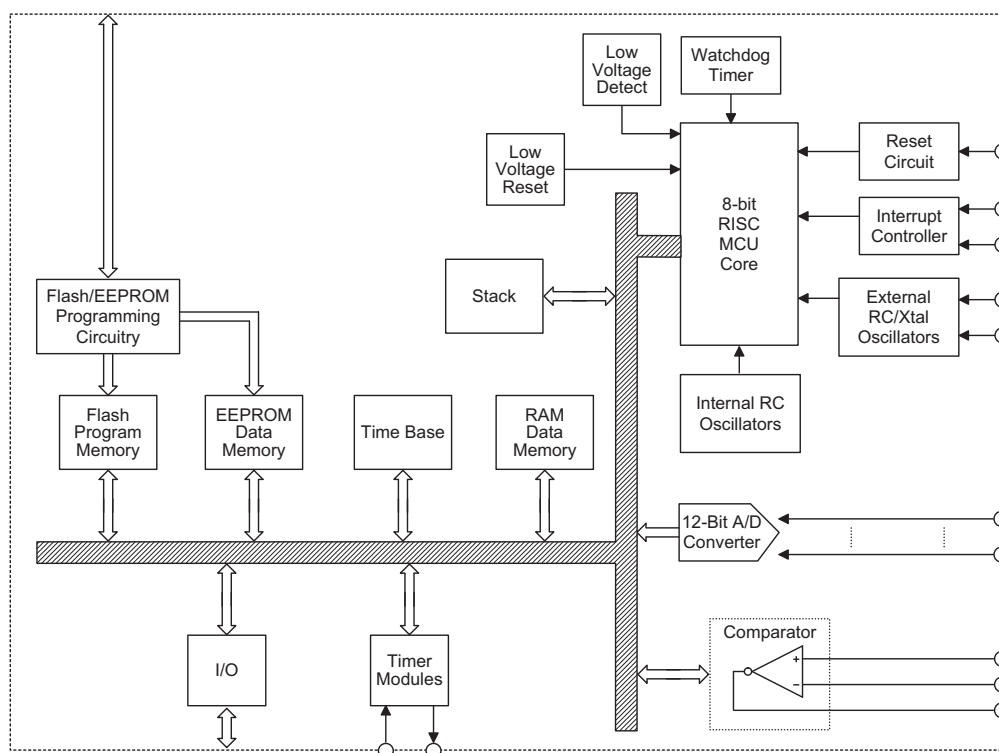 Low
Voltage
Detect
Watchdog
Timer
Low
Voltage
Reset
8-bit
RISC
MCU
Core
Reset
Circuit
Interrupt
Controller
External
RC/Xtal
Oscillators
Internal RC
Oscillators
Stack
Flash/EEPROM
Programming
Circuitry
Flash
Program
Memory
EEPROM
Data
Memory
Time Base
RAM
Data
Memory
12-Bit A/D
Converter
Comparator
+
−
I/O
Timer
Modules